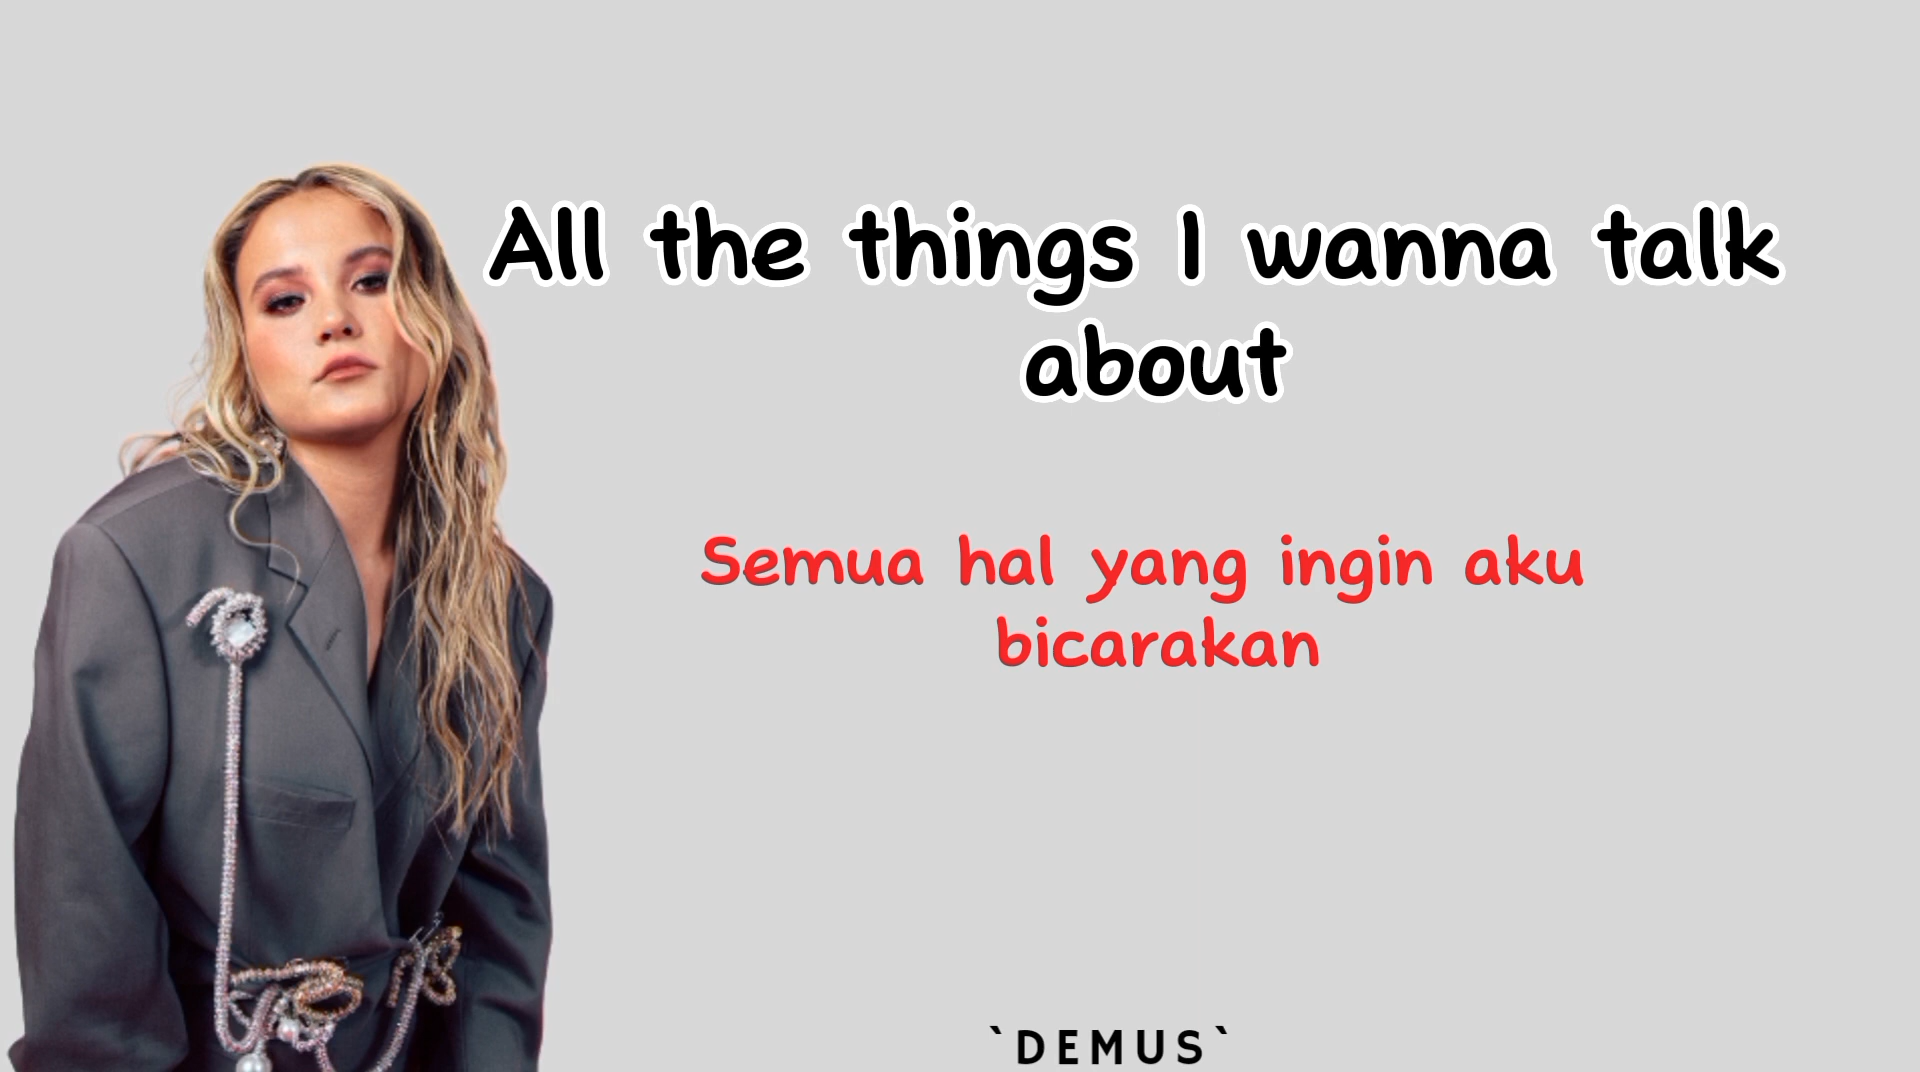 All the things I wanna talk
about
Semua hal yang ingin aku
bicarakan
`DEMUS`